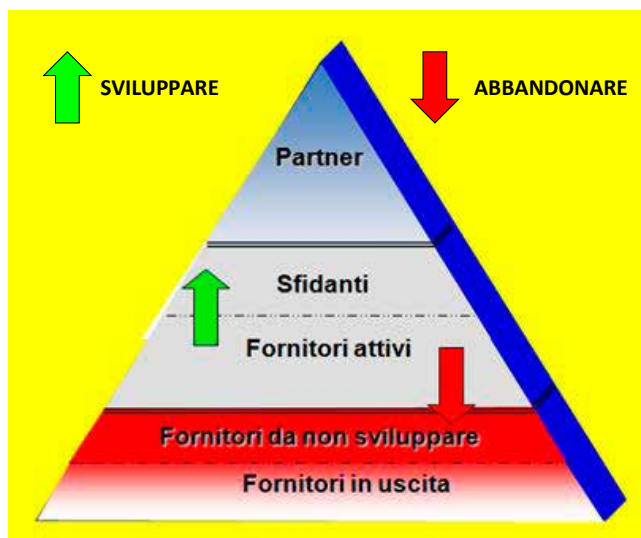 SVILUPPARE
ABBANDONARE
Partner
Sfidanti
Fornitori attivi
Fornitori da non sviluppare
Fornitori in uscita